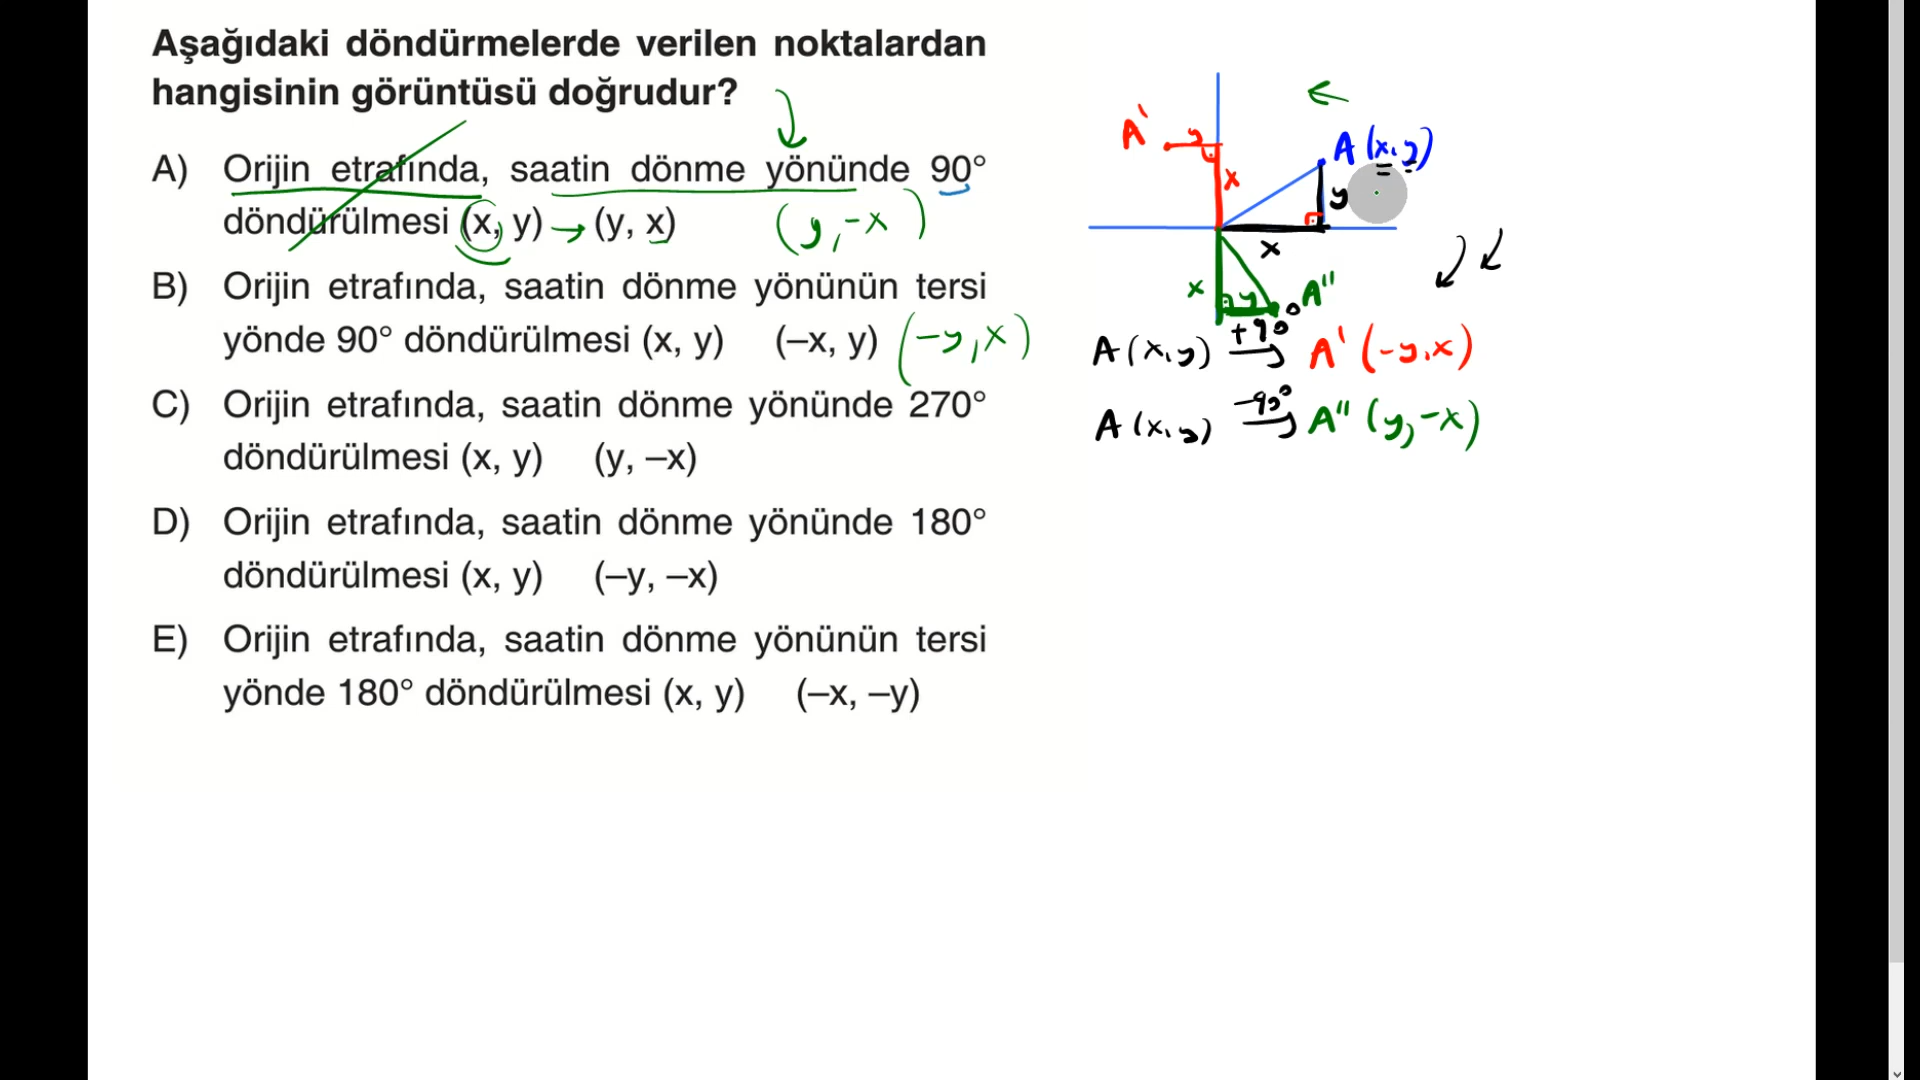 Aşağıdaki döndürmelerde verilen noktalardan
hangisinin görüntüsü doğrudur?
A) Orijin etrafında, saatin dönme yönünde 90°
döndürülmesi (x, y) → (y, x) (y, -x)
B) Orijin etrafında, saatin dönme yönünün tersi
yönde 90° döndürülmesi (x, y) (–x, y) (-y, x)
C) Orijin etrafında, saatin dönme yönünde 270°
döndürülmesi (x, y) (y, –x)
D) Orijin etrafında, saatin dönme yönünde 180°
döndürülmesi (x, y) (–y, –x)
E) Orijin etrafında, saatin dönme yönünün tersi
yönde 180° döndürülmesi (x, y) (–x, –y)
A' y
A (x, y)
x
y
x
x y A"
+90°
A (x, y) → A' (-y, x)
-90°
A (x, y) → A" (y, -x)